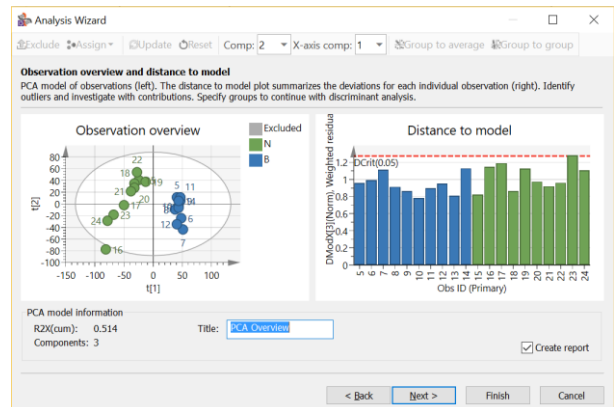 Analysis Wizard
Exclude Assign Update Reset Comp: 2 X-axis comp: 1 Group to average Group to group
Observation overview and distance to model
PCA model of observations (left). The distance to model plot summarizes the deviations for each individual observation (right). Identify
outliers and investigate with contributions. Specify groups to continue with discriminant analysis.
Observation overview
Excluded
N
B
t[2]
80
60
40
20
0
-20
-40
-60
-80
-100
22
18
19
21
20
17
23
24
16
5 11
14
8
6
12
7
-150 -100 -50 0 50 100
t[1]
Distance to model
DModX[3](Norm), Weighted residua
DCrit(0.05)
1.2
1
0.8
0.6
0.4
0.2
0
5 6 7 8 9 10 11 12 13 14 15 16 17 18 19 20 21 22 23 24
Obs ID (Primary)
PCA model information
R2X(cum): 0.514
Title: PCA Overview
Components: 3
Create report
< Back Next > Finish Cancel